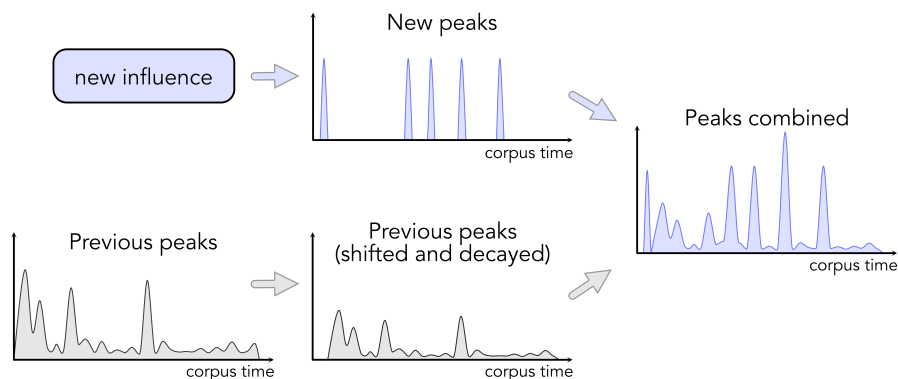 New peaks
new influence
corpus time
Peaks combined
corpus time
Previous peaks
Previous peaks
(shifted and decayed)
corpus time
corpus time